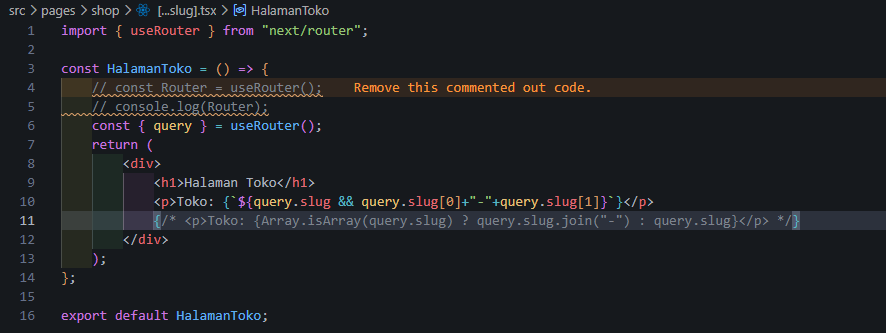 src > pages > shop > [...slug].tsx > HalamanToko
1 import { useRouter } from "next/router";
2
3 const HalamanToko = () => {
4 // const Router = useRouter(); Remove this commented out code.
5 // console.log(Router);
6 const { query } = useRouter();
7 return (
8 <div>
9 <h1>Halaman Toko</h1>
10 <p>Toko: {`${query.slug && query.slug[0]+"-"+query.slug[1]}`}</p>
11 {/* <p>Toko: {Array.isArray(query.slug) ? query.slug.join("-") : query.slug}</p> */}
12 </div>
13 );
14 };
15
16 export default HalamanToko;